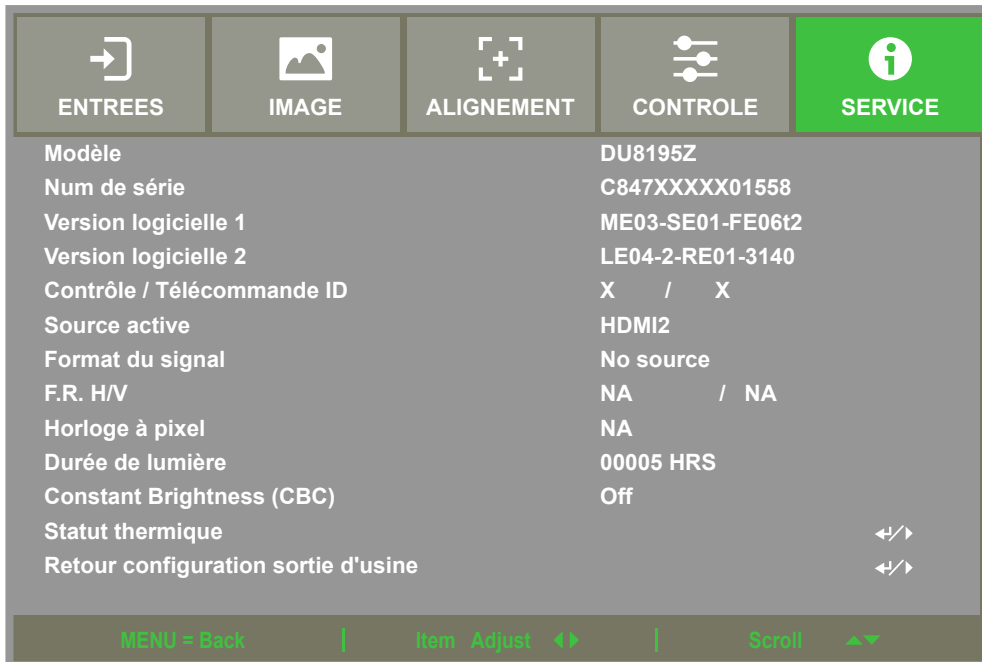 ENTREES IMAGE ALIGNEMENT CONTROLE SERVICE
Modèle DU8195Z
Num de série C847XXXXX01558
Version logicielle 1 ME03-SE01-FE06t2
Version logicielle 2 LE04-2-RE01-3140
Contrôle / Télécommande ID X / X
Source active HDMI2
Format du signal No source
F.R. H/V NA / NA
Horloge à pixel NA
Durée de lumière 00005 HRS
Constant Brightness (CBC) Off
Statut thermique
Retour configuration sortie d'usine
MENU = Back | Item Adjust | Scroll